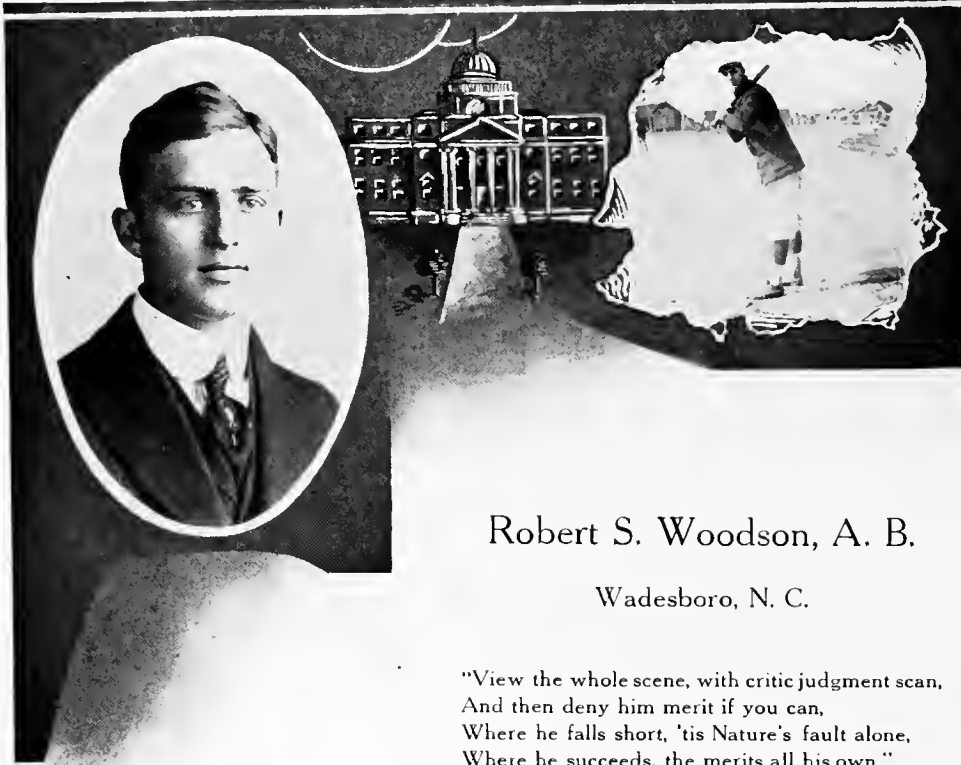 Robert S. Woodson, A. B.
Wadesboro, N. C.
"View the whole scene, with critic judgment scan,
And then deny him merit if you can,
Where he falls short, 'tis Nature's fault alone,
Where he succeeds, the merits all his own."